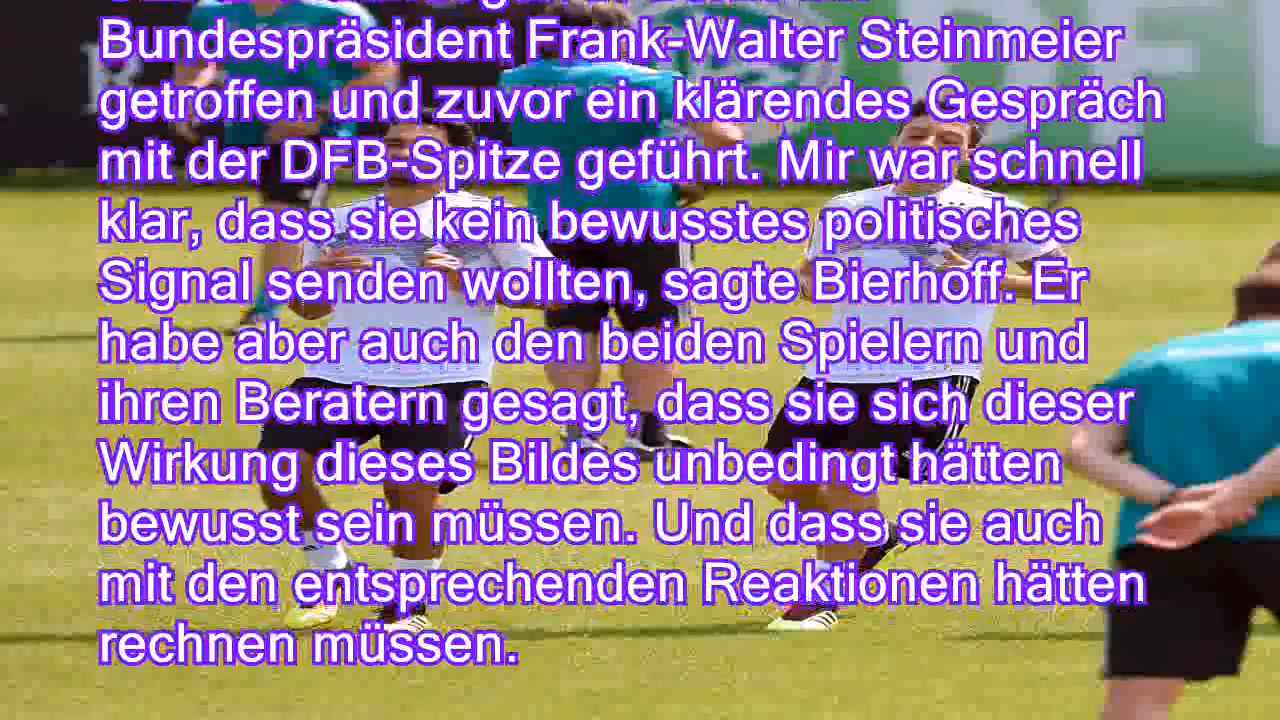 Bundespräsident Frank-Walter Steinmeier
getroffen und zuvor ein klärendes Gespräch
mit der DFB-Spitze geführt. Mir war schnell
klar, dass sie kein bewusstes politisches
Signal senden wollten, sagte Bierhoff. Er
habe aber auch den beiden Spielern und
ihren Beratern gesagt, dass sie sich dieser
Wirkung dieses Bildes unbedingt hätten
bewusst sein müssen. Und dass sie auch
mit den entsprechenden Reaktionen hätten
rechnen müssen.